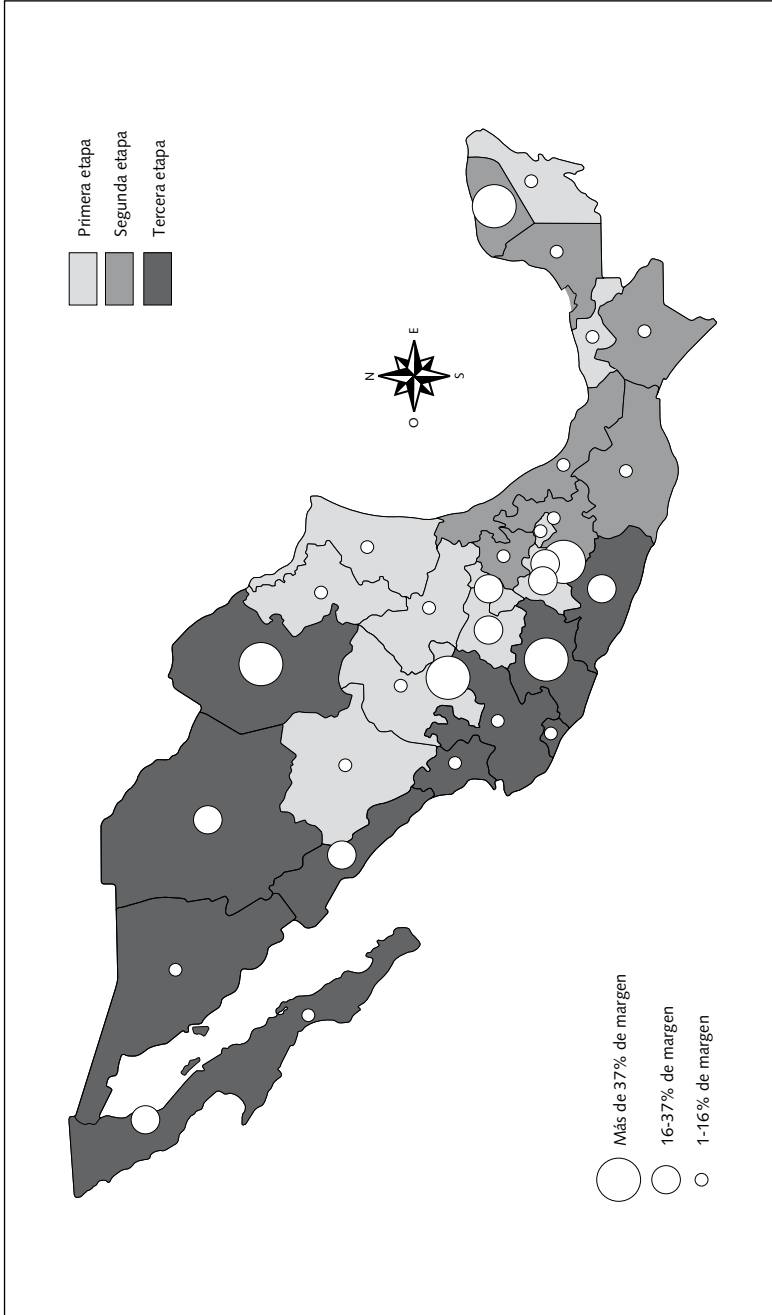 Primera etapa
Segunda etapa
Tercera etapa
N
E
S
O
Más de 37% de margen
16-37% de margen
1-16% de margen